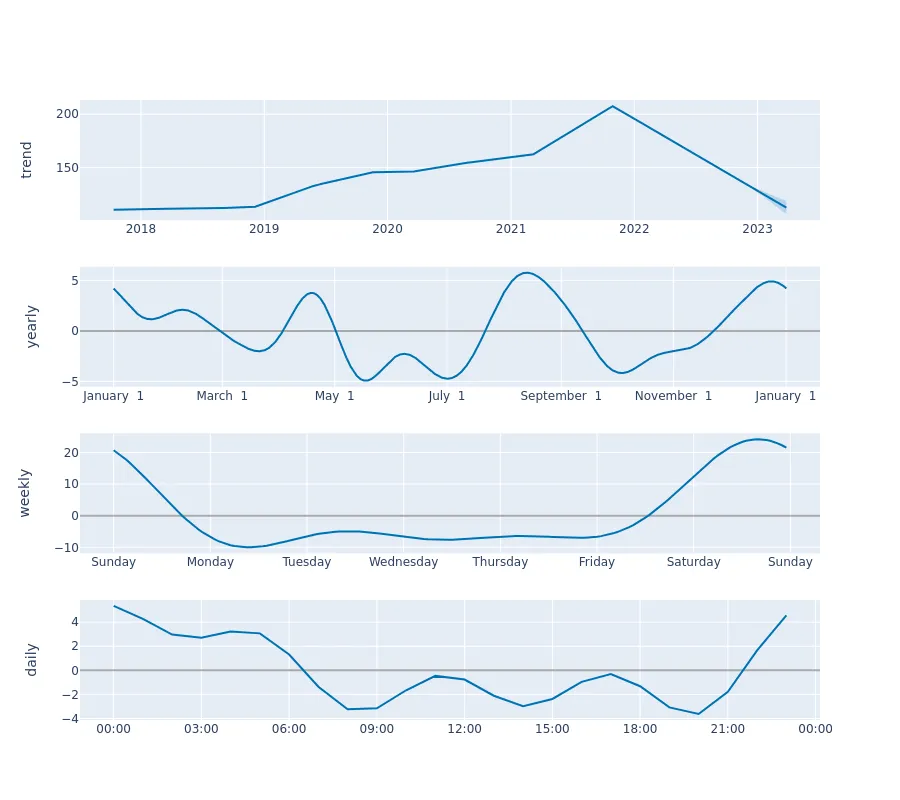 trend
200
150
2018 2019 2020 2021 2022 2023
yearly
5
0
−5
January 1 March 1 May 1 July 1 September 1 November 1 January 1
weekly
20
10
0
−10
Sunday Monday Tuesday Wednesday Thursday Friday Saturday Sunday
daily
4
2
0
−2
−4
00:00 03:00 06:00 09:00 12:00 15:00 18:00 21:00 00:00